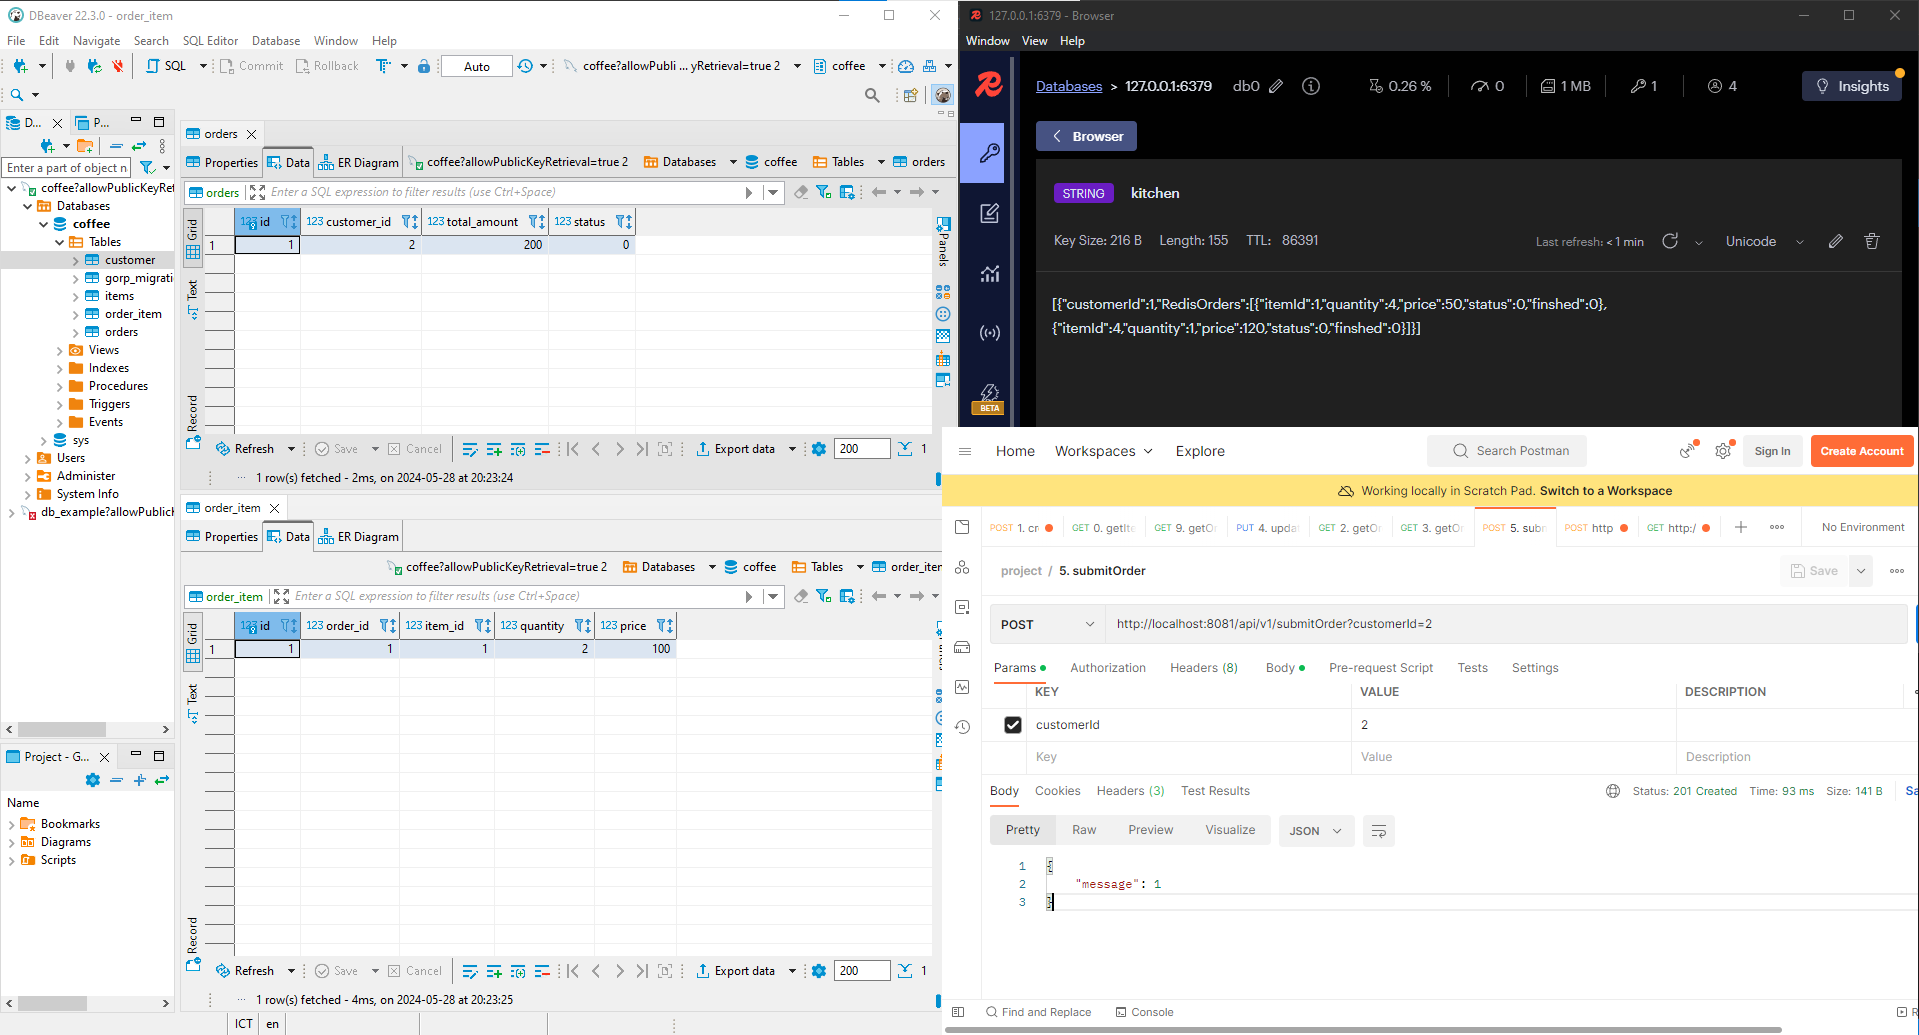 DBeaver 22.3.0 - order_item
File Edit Navigate Search SQL Editor Database Window Help
SQL Commit Rollback Auto coffee?allowPubli ... yRetrieval=true 2 coffee
D... P...
Enter a part of object n
coffee?allowPublicKeyRet
Databases
coffee
Tables
customer
gorp_migrati
items
order_item
orders
Views
Indexes
Procedures
Triggers
Events
sys
Users
Administer
System Info
db_example?allowPublicK
Project - G...
Name
Bookmarks
Diagrams
Scripts
orders
Properties Data ER Diagram coffee?allowPublicKeyRetrieval=true 2 Databases coffee Tables orders
orders Enter a SQL expression to filter results (use Ctrl+Space)
Grid
Text
Record
Panels
123 id 123 customer_id 123 total_amount 123 status
1 1 2 200 0
Refresh Save Cancel Export data 200 1
1 row(s) fetched - 2ms, on 2024-05-28 at 20:23:24
order_item
Properties Data ER Diagram
coffee?allowPublicKeyRetrieval=true 2 Databases coffee Tables order_iten
order_item Enter a SQL expression to filter results (use Ctrl+Space)
Grid
Text
Record
123 id 123 order_id 123 item_id 123 quantity 123 price
1 1 1 1 2 100
Refresh Save Cancel Export data 200 1
1 row(s) fetched - 4ms, on 2024-05-28 at 20:23:25
ICT en
127.0.0.1:6379 - Browser
Window View Help
Databases > 127.0.0.1:6379 db0 0.26 % 0 1 MB 1 4 Insights
Browser
BETA
STRING kitchen
Key Size: 216 B Length: 155 TTL: 86391 Last refresh: < 1 min Unicode
[{"customerId":1,"RedisOrders":[{"itemId":1,"quantity":4,"price":50,"status":0,"finshed":0},
{"itemId":4,"quantity":1,"price":120,"status":0,"finshed":0}]}]
Home Workspaces Explore Search Postman Sign In Create Account
Working locally in Scratch Pad. Switch to a Workspace
POST 1. cr GET 0. getIte GET 9. getOr PUT 4. upda GET 2. getOr GET 3. getO POST 5. subm POST http GET http:/ No Environment
project / 5. submitOrder Save
POST http://localhost:8081/api/v1/submitOrder?customerId=2
Params Authorization Headers (8) Body Pre-request Script Tests Settings
KEY VALUE DESCRIPTION
customerId 2
Key Value Description
Body Cookies Headers (3) Test Results Status: 201 Created Time: 93 ms Size: 141 B Sa
Pretty Raw Preview Visualize JSON
1 {
2 "message": 1
3 }
Find and Replace Console R